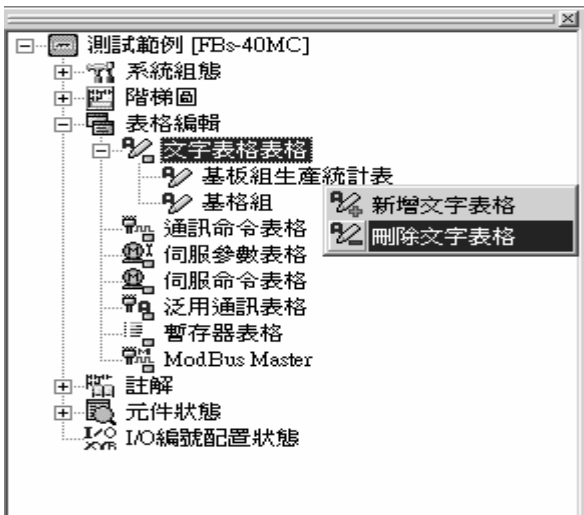 測試範例 [FBs-40MC]
系統組態
階梯圖
表格編輯
文字表格表格
基板組生產統計表
基格組
新增文字表格
刪除文字表格
通訊命令表格
伺服參數表格
伺服命令表格
泛用通訊表格
暫存器表格
ModBus Master
註解
元件狀態
I/O編號配置狀態